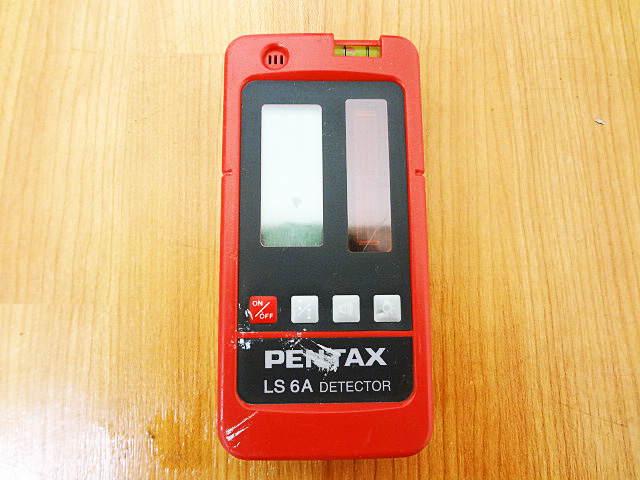 ON
OFF
PENTAX
LS 6A DETECTOR